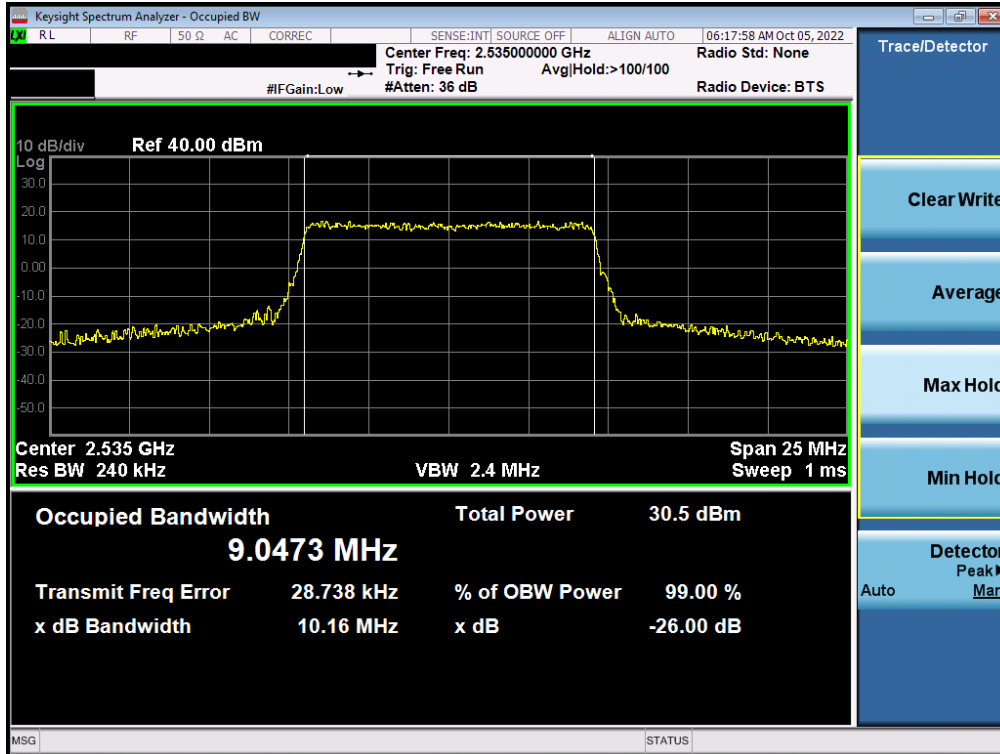 Keysight Spectrum Analyzer - Occupied BW
LXI RL RF 50 Ω AC CORREC SENSE:INT SOURCE OFF ALIGN AUTO 06:17:58 AM Oct 05, 2022
Center Freq: 2.535000000 GHz Radio Std: None
Trig: Free Run Avg|Hold:>100/100
#IFGain:Low #Atten: 36 dB Radio Device: BTS
10 dB/div Ref 40.00 dBm
Log
30.0
20.0
10.0
0.00
-10.0
-20.0
-30.0
-40.0
-50.0
Center 2.535 GHz Span 25 MHz
Res BW 240 kHz VBW 2.4 MHz Sweep 1 ms
Occupied Bandwidth Total Power 30.5 dBm
9.0473 MHz
Transmit Freq Error 28.738 kHz % of OBW Power 99.00 %
x dB Bandwidth 10.16 MHz x dB -26.00 dB
MSG STATUS
Trace/Detector
Clear Write
Average
Max Hold
Min Hold
Detector
Peak
Auto Man